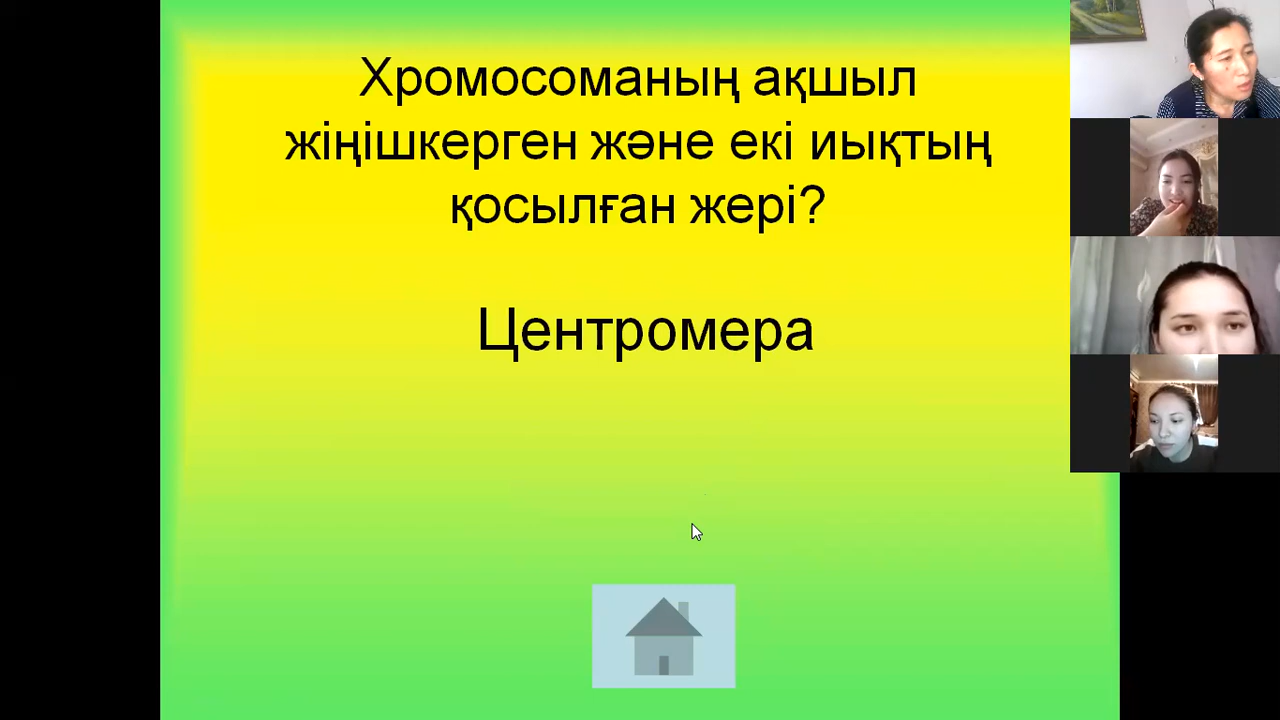 Хромосоманың ақшыл
жіңішкерген және екі иықтың
қосылған жері?
Центромера